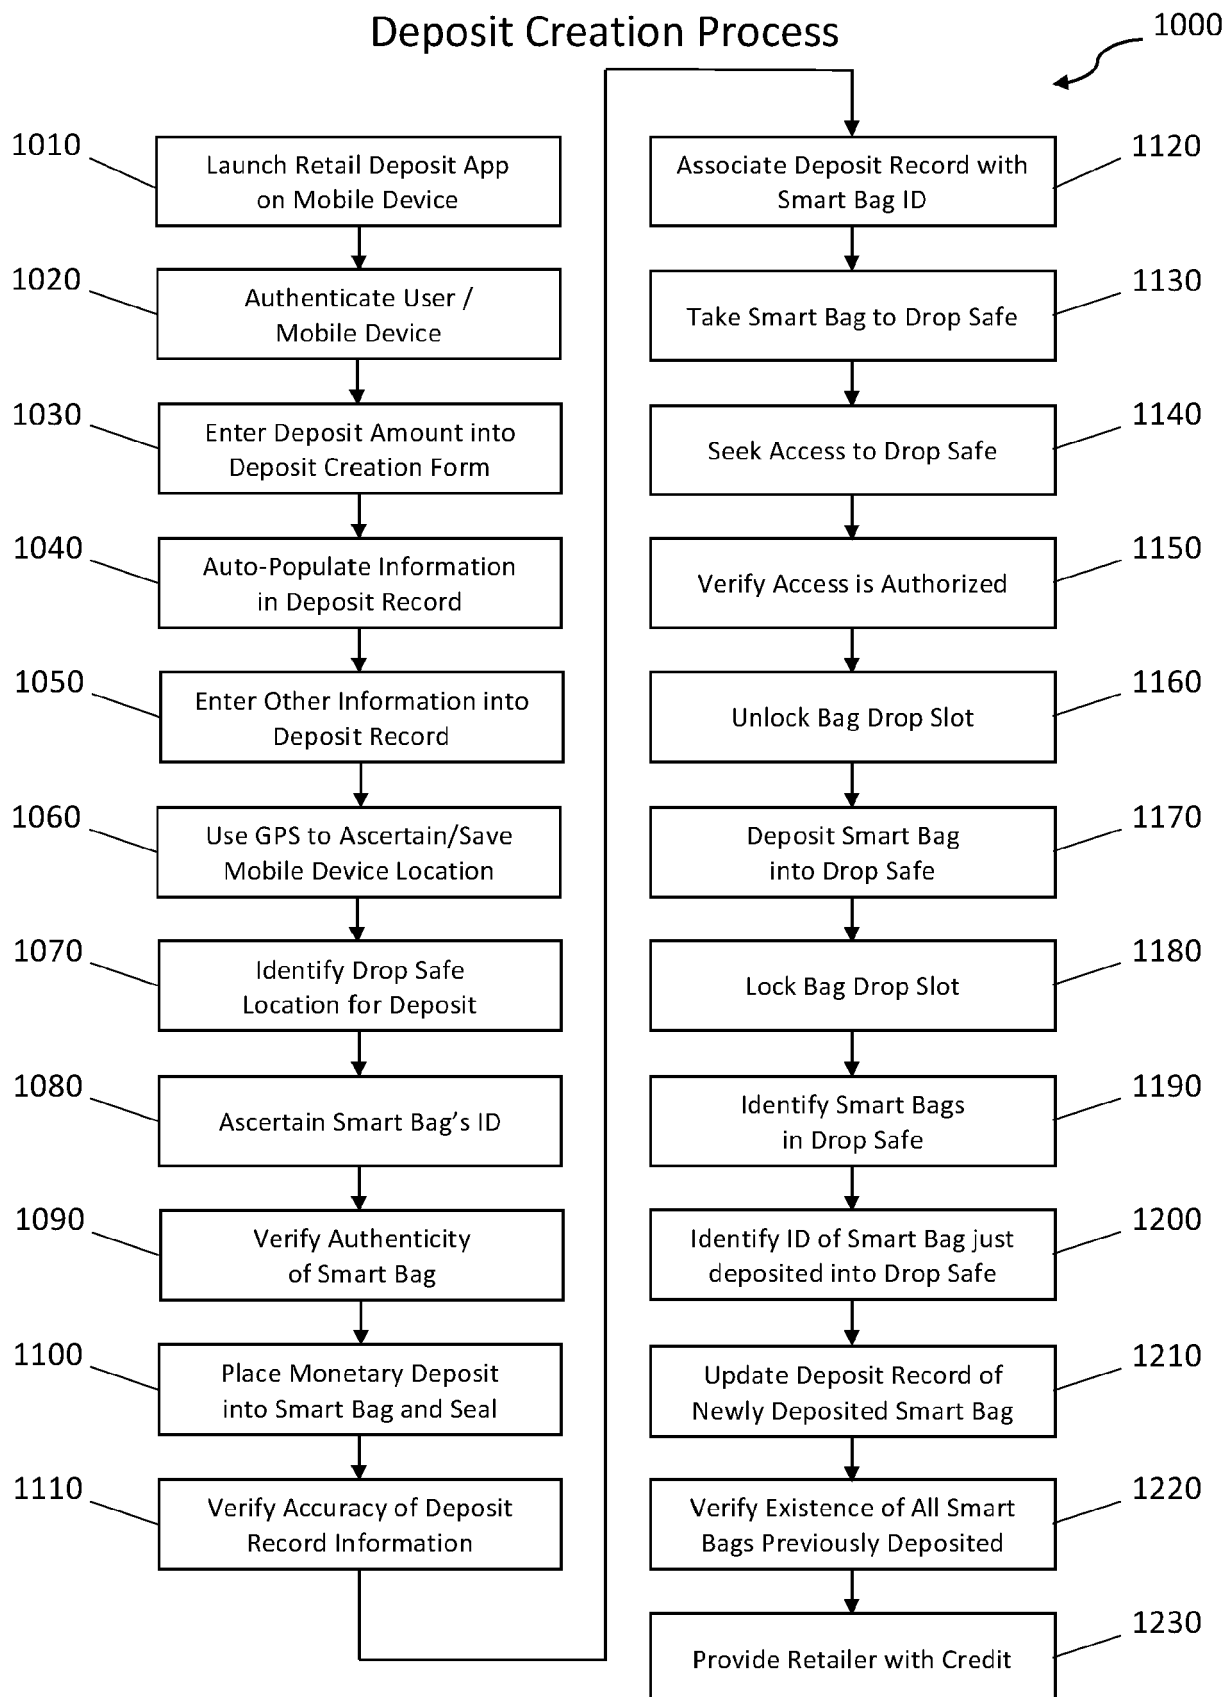 Deposit Creation Process
1000
1010
Launch Retail Deposit App
on Mobile Device
1020
Authenticate User /
Mobile Device
1030
Enter Deposit Amount into
Deposit Creation Form
1040
Auto-Populate Information
in Deposit Record
1050
Enter Other Information into
Deposit Record
1060
Use GPS to Ascertain/Save
Mobile Device Location
1070
Identify Drop Safe
Location for Deposit
1080
Ascertain Smart Bag’s ID
1090
Verify Authenticity
of Smart Bag
1100
Place Monetary Deposit
into Smart Bag and Seal
1110
Verify Accuracy of Deposit
Record Information
1120
Associate Deposit Record with
Smart Bag ID
1130
Take Smart Bag to Drop Safe
1140
Seek Access to Drop Safe
1150
Verify Access is Authorized
1160
Unlock Bag Drop Slot
1170
Deposit Smart Bag
into Drop Safe
1180
Lock Bag Drop Slot
1190
Identify Smart Bags
in Drop Safe
1200
Identify ID of Smart Bag just
deposited into Drop Safe
1210
Update Deposit Record of
Newly Deposited Smart Bag
1220
Verify Existence of All Smart
Bags Previously Deposited
1230
Provide Retailer with Credit